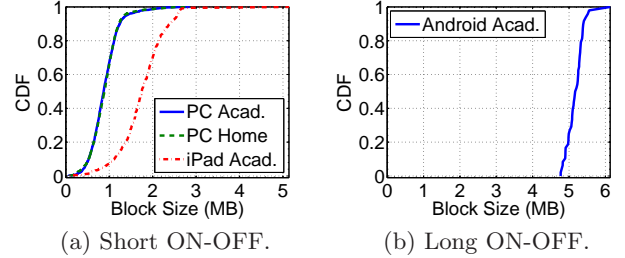 1
0.8
0.6
0.4
0.2
0
CDF
PC Acad.
PC Home
iPad Acad.
0 1 2 3 4 5
Block Size (MB)
(a) Short ON-OFF.
1
0.8
0.6
0.4
0.2
0
CDF
Android Acad.
0 1 2 3 4 5 6
Block Size (MB)
(b) Long ON-OFF.